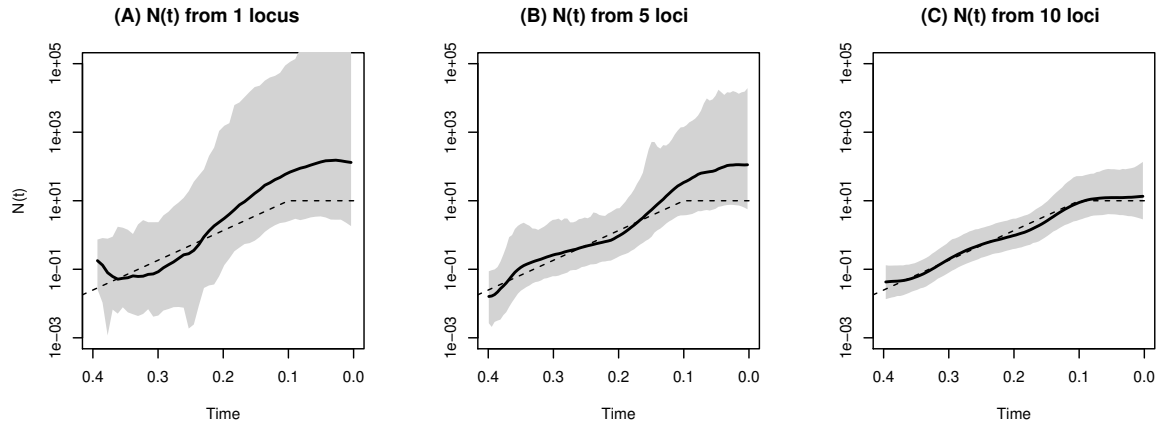 (A) N(t) from 1 locus
(B) N(t) from 5 loci
(C) N(t) from 10 loci
N(t)
1e+05
1e+03
1e+01
1e-01
1e-03
0.4 0.3 0.2 0.1 0.0
Time
1e+05
1e+03
1e+01
1e-01
1e-03
0.4 0.3 0.2 0.1 0.0
Time
1e+05
1e+03
1e+01
1e-01
1e-03
0.4 0.3 0.2 0.1 0.0
Time